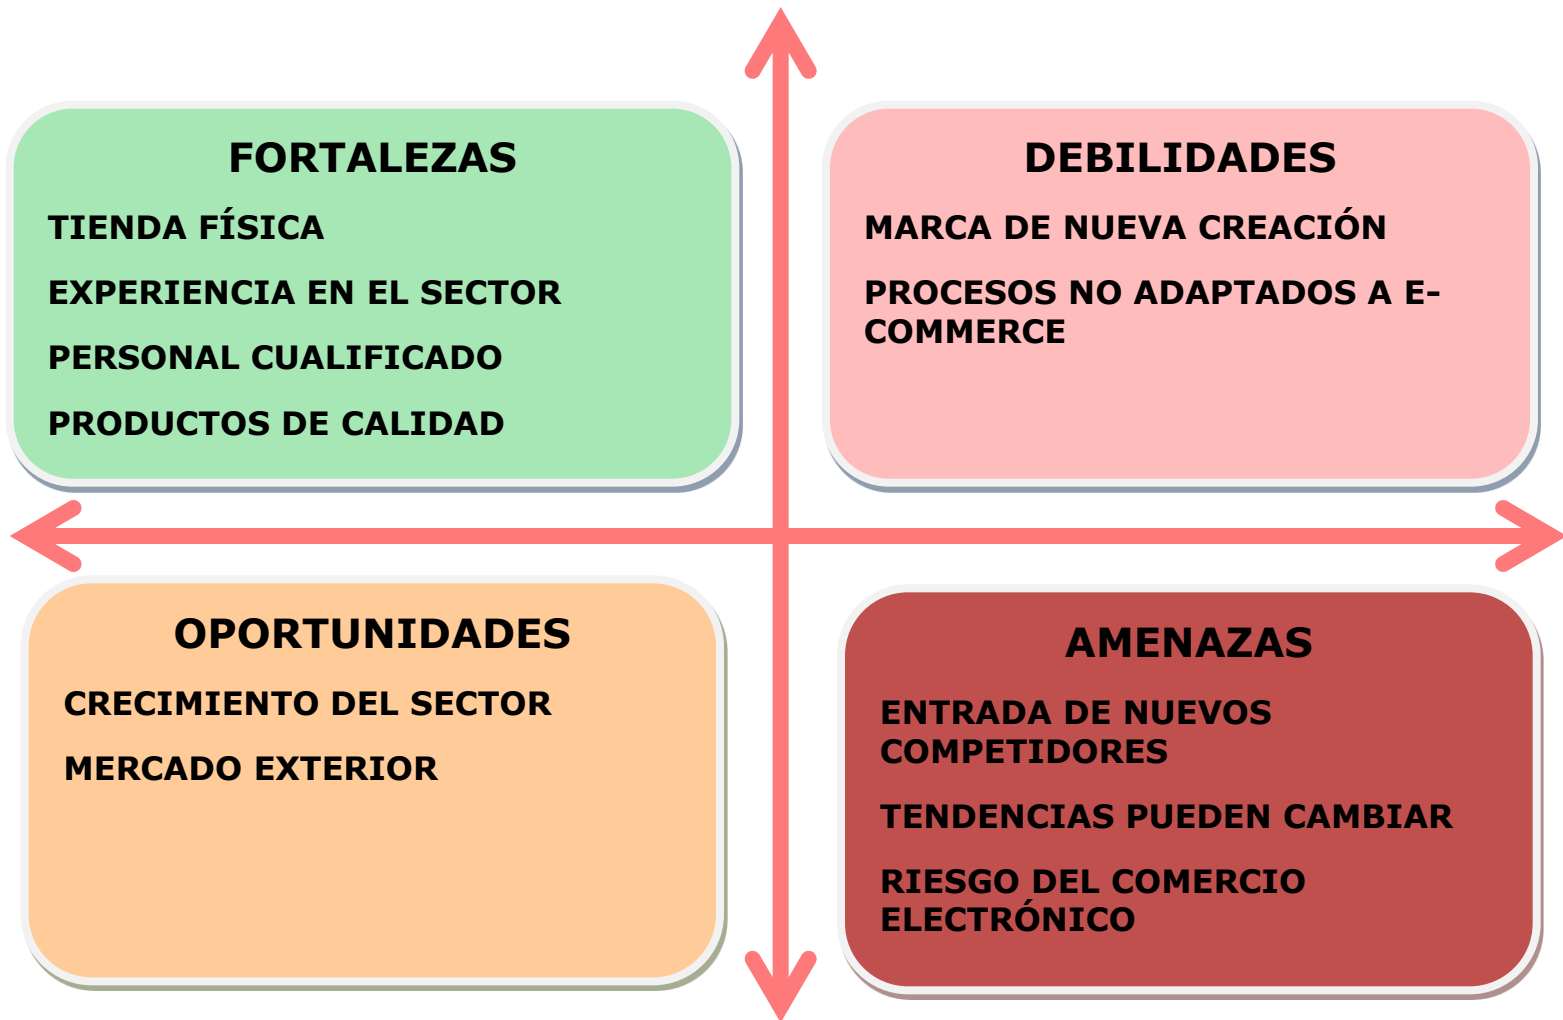 FORTALEZAS
TIENDA FÍSICA
EXPERIENCIA EN EL SECTOR
PERSONAL CUALIFICADO
PRODUCTOS DE CALIDAD
DEBILIDADES
MARCA DE NUEVA CREACIÓN
PROCESOS NO ADAPTADOS A E-
COMMERCE
OPORTUNIDADES
CRECIMIENTO DEL SECTOR
MERCADO EXTERIOR
AMENAZAS
ENTRADA DE NUEVOS
COMPETIDORES
TENDENCIAS PUEDEN CAMBIAR
RIESGO DEL COMERCIO
ELECTRÓNICO